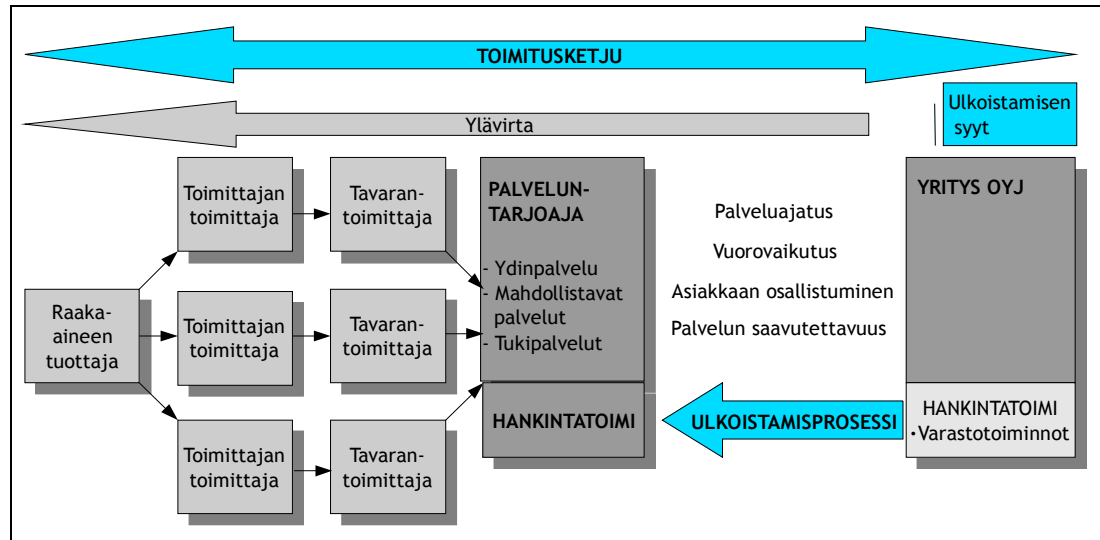 TOIMITUSKETJU
Ylävirta
Ulkoistamisen
syyt
Raaka-
aineen
tuottaja
Toimittajan
toimittaja
Tavaran-
toimittaja
Toimittajan
toimittaja
Tavaran-
toimittaja
Toimittajan
toimittaja
Tavaran-
toimittaja
PALVELUN-
TARJOAJA
- Ydinpalvelu
- Mahdollistavat
palvelut
- Tukipalvelut
HANKINTATOIMI
Palveluajatus
Vuorovaikutus
Asiakkaan osallistuminen
Palvelun saavutettavuus
ULKOISTAMISPROSESSI
YRITYS OYJ
HANKINTATOIMI
•Varastotoiminnot